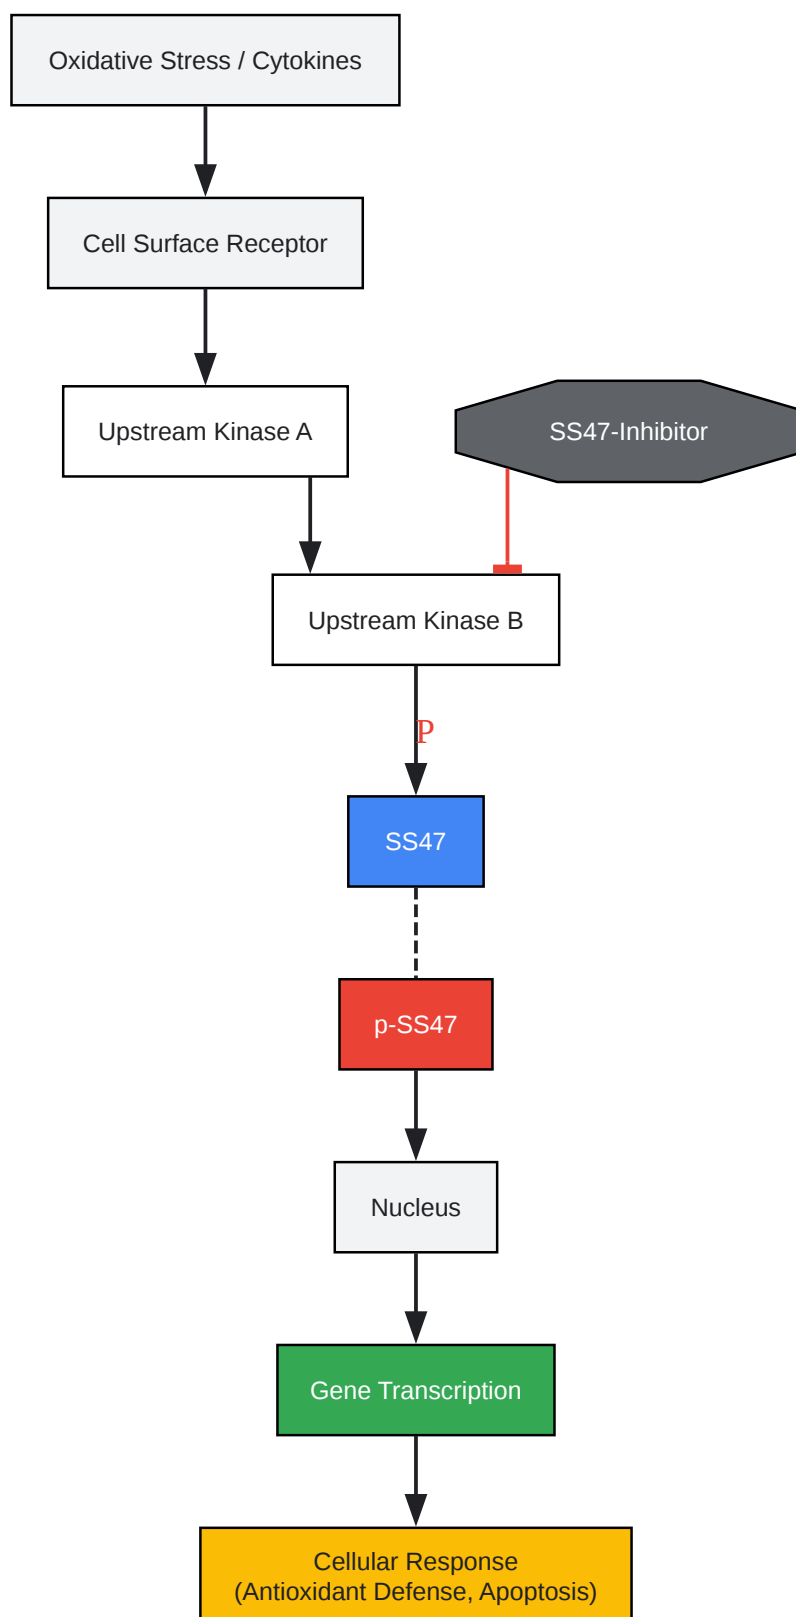 Oxidative Stress / Cytokines
Cell Surface Receptor
Upstream Kinase A
SS47-Inhibitor
Upstream Kinase B
P
SS47
p-SS47
Nucleus
Gene Transcription
Cellular Response
(Antioxidant Defense, Apoptosis)